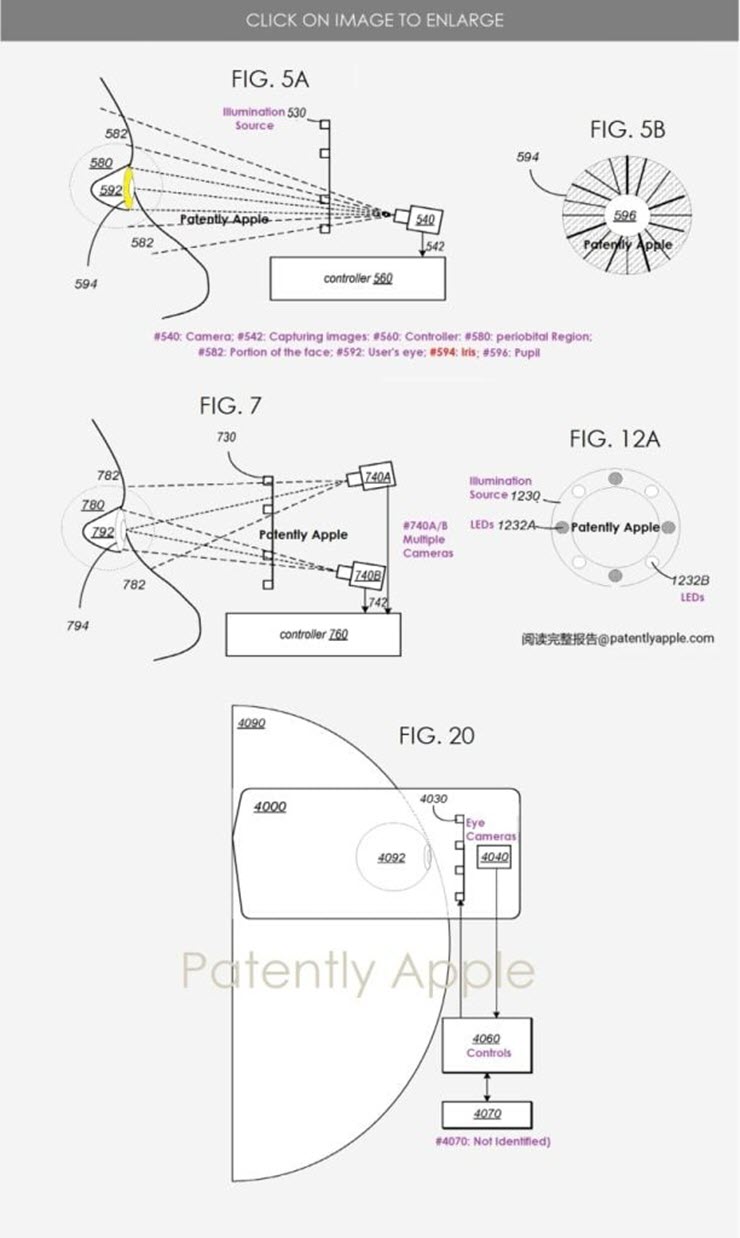 CLICK ON IMAGE TO ENLARGE
FIG. 5A
Illumination 530
Source
582
580
592
Patently Apple
540
542
582
594
controller 560
FIG. 5B
594
596
Patently Apple
#540: Camera; #542: Capturing images: #560: Controller: #580: periobital Region;
#582: Portion of the face; #592: User's eye; #594: Iris; #596: Pupil
FIG. 7
730
782
740A
780
792
Patently Apple
#740A/B
Multiple
Cameras
740B
782
742
794
controller 760
FIG. 12A
Illumination
Source 1230
LEDs 1232A
Patently Apple
1232B
LEDs
阅读完整报告@patentlyapple.com
4090
FIG. 20
4000
4030
Eye
Cameras
4092
4040
Patently Apple
4060
Controls
4070
#4070: Not Identified)